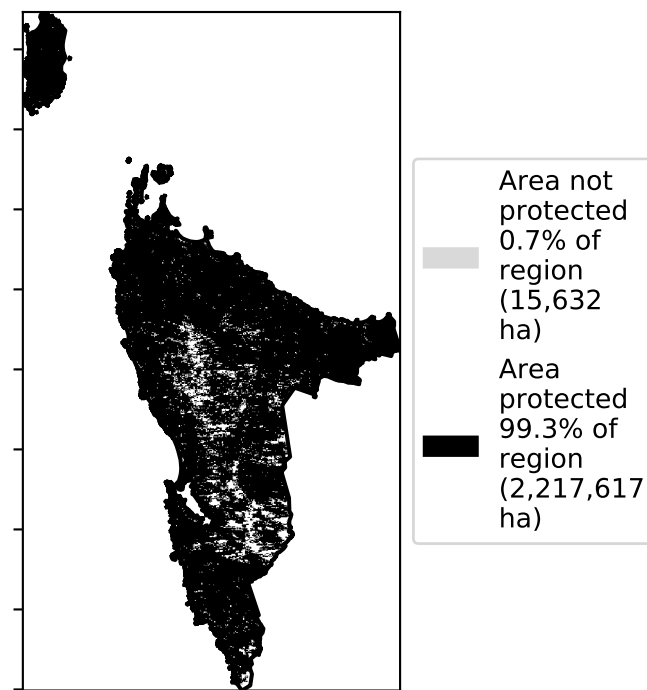 Area not
protected
0.7% of
region
(15,632
ha)
Area
protected
99.3% of
region
(2,217,617
ha)